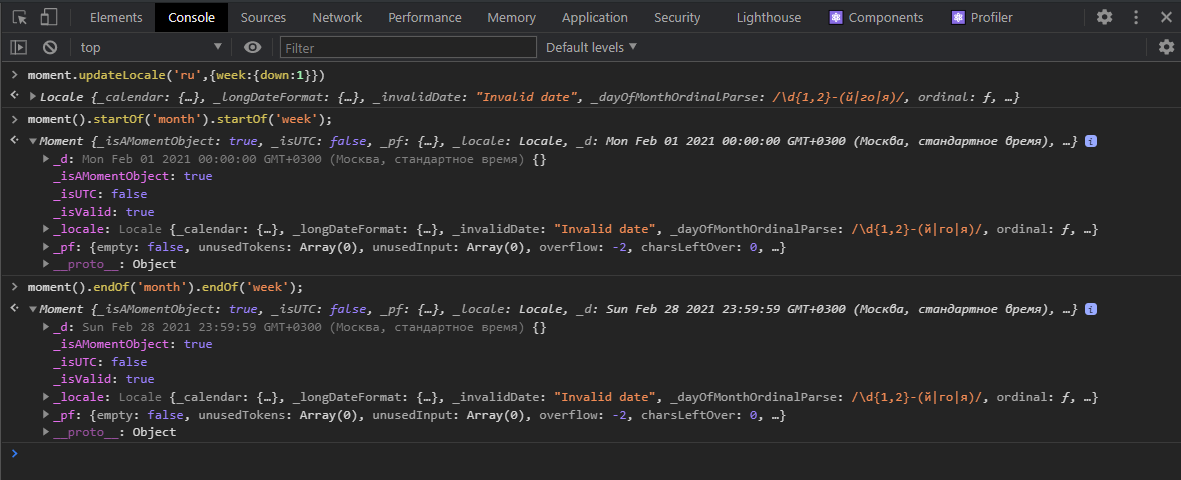 Elements Console Sources Network Performance Memory Application Security Lighthouse Components Profiler
top Filter Default levels
moment.updateLocale('ru',{week:{down:1}})
Locale {_calendar: {…}, _longDateFormat: {…}, _invalidDate: "Invalid date", _dayOfMonthOrdinalParse: /\d{1,2}-(й|го|я)/, ordinal: ƒ, …}
moment().startOf('month').startOf('week');
Moment {_isAMomentObject: true, _isUTC: false, _pf: {…}, _locale: Locale, _d: Mon Feb 01 2021 00:00:00 GMT+0300 (Москва, стандартное время), …} i
_d: Mon Feb 01 2021 00:00:00 GMT+0300 (Москва, стандартное время) {}
_isAMomentObject: true
_isUTC: false
_isValid: true
_locale: Locale {_calendar: {…}, _longDateFormat: {…}, _invalidDate: "Invalid date", _dayOfMonthOrdinalParse: /\d{1,2}-(й|го|я)/, ordinal: ƒ, …}
_pf: {empty: false, unusedTokens: Array(0), unusedInput: Array(0), overflow: -2, charsLeftOver: 0, …}
__proto__: Object
moment().endOf('month').endOf('week');
Moment {_isAMomentObject: true, _isUTC: false, _pf: {…}, _locale: Locale, _d: Sun Feb 28 2021 23:59:59 GMT+0300 (Москва, стандартное время), …} i
_d: Sun Feb 28 2021 23:59:59 GMT+0300 (Москва, стандартное время) {}
_isAMomentObject: true
_isUTC: false
_isValid: true
_locale: Locale {_calendar: {…}, _longDateFormat: {…}, _invalidDate: "Invalid date", _dayOfMonthOrdinalParse: /\d{1,2}-(й|го|я)/, ordinal: ƒ, …}
_pf: {empty: false, unusedTokens: Array(0), unusedInput: Array(0), overflow: -2, charsLeftOver: 0, …}
__proto__: Object